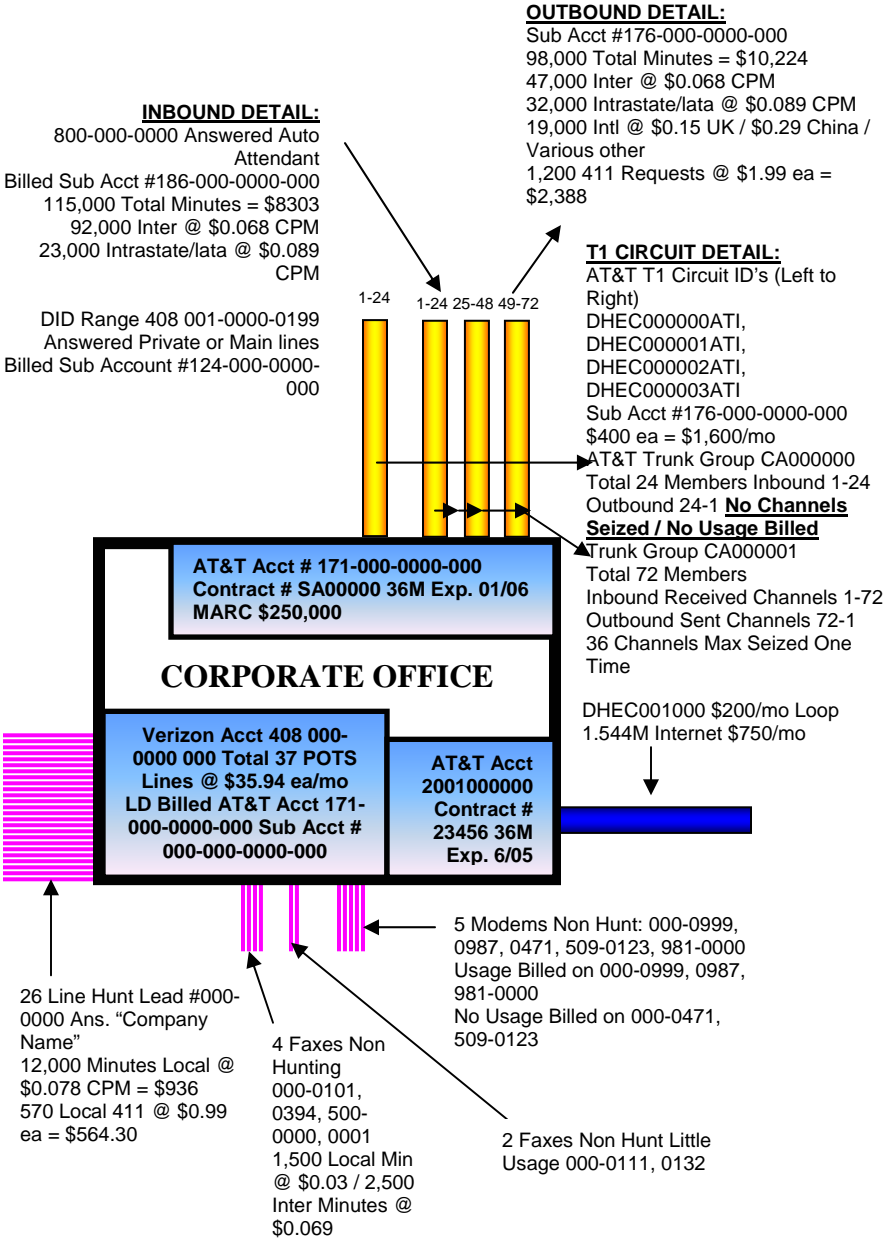 OUTBOUND DETAIL:
Sub Acct #176-000-0000-000
98,000 Total Minutes = $10,224
47,000 Inter @ $0.068 CPM
32,000 Intrastate/lata @ $0.089 CPM
19,000 Intl @ $0.15 UK / $0.29 China /
Various other
1,200 411 Requests @ $1.99 ea =
$2,388
INBOUND DETAIL:
800-000-0000 Answered Auto
Attendant
Billed Sub Acct #186-000-0000-000
115,000 Total Minutes = $8303
92,000 Inter @ $0.068 CPM
23,000 Intrastate/lata @ $0.089
CPM
DID Range 408 001-0000-0199
Answered Private or Main lines
Billed Sub Account #124-000-0000-
000
1-24
1-24 25-48 49-72
T1 CIRCUIT DETAIL:
AT&T T1 Circuit ID's (Left to
Right)
DHEC000000ATI,
DHEC000001ATI,
DHEC000002ATI,
DHEC000003ATI
Sub Acct #176-000-0000-000
$400 ea = $1,600/mo
AT&T Trunk Group CA000000
Total 24 Members Inbound 1-24
Outbound 24-1 No Channels
Seized / No Usage Billed
Trunk Group CA000001
Total 72 Members
Inbound Received Channels 1-72
Outbound Sent Channels 72-1
36 Channels Max Seized One
Time
AT&T Acct # 171-000-0000-000
Contract # SA00000 36M Exp. 01/06
MARC $250,000
CORPORATE OFFICE
DHEC001000 $200/mo Loop
1.544M Internet $750/mo
Verizon Acct 408 000-
0000 000 Total 37 POTS
Lines @ $35.94 ea/mo
LD Billed AT&T Acct 171-
000-0000-000 Sub Acct #
000-000-0000-000
AT&T Acct
2001000000
Contract #
23456 36M
Exp. 6/05
5 Modems Non Hunt: 000-0999,
0987, 0471, 509-0123, 981-0000
Usage Billed on 000-0999, 0987,
981-0000
No Usage Billed on 000-0471,
509-0123
26 Line Hunt Lead #000-
0000 Ans. "Company
Name"
12,000 Minutes Local @
$0.078 CPM = $936
570 Local 411 @ $0.99
ea = $564.30
4 Faxes Non
Hunting
000-0101,
0394, 500-
0000, 0001
1,500 Local Min
@ $0.03 / 2,500
Inter Minutes @
$0.069
2 Faxes Non Hunt Little
Usage 000-0111, 0132